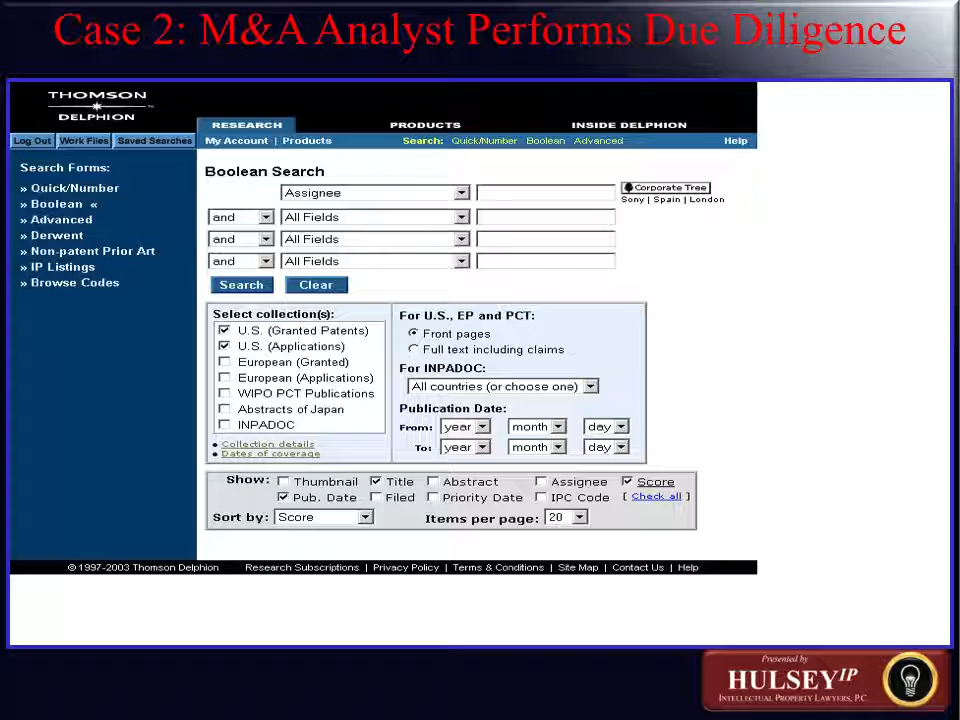 Case 2: M&A Analyst Performs Due Diligence
THOMSON
DELPHION
RESEARCH PRODUCTS INSIDE DELPHION
Log Out Work Files Saved Searches My Account | Products Search: Quick/Number Boolean Advanced Help
Search Forms:
» Quick/Number
» Boolean «
» Advanced
» Derwent
» Non-patent Prior Art
» IP Listings
» Browse Codes
Boolean Search
Assignee Corporate Tree
Sony | Spain | London
and All Fields
and All Fields
and All Fields
Search Clear
Select collection(s):
U.S. (Granted Patents)
U.S. (Applications)
European (Granted)
European (Applications)
WIPO PCT Publications
Abstracts of Japan
INPADOC
• Collection details
• Dates of coverage
For U.S., EP and PCT:
Front pages
Full text including claims
For INPADOC:
All countries (or choose one)
Publication Date:
From: year month day
To: year month day
Show: Thumbnail Title Abstract Assignee Score
Pub. Date Filed Priority Date IPC Code [ Check all ]
Sort by: Score Items per page: 20
© 1997-2003 Thomson Delphion Research Subscriptions | Privacy Policy | Terms & Conditions | Site Map | Contact Us | Help
Presented by
HULSEY IP
INTELLECTUAL PROPERTY LAWYERS, P.C.